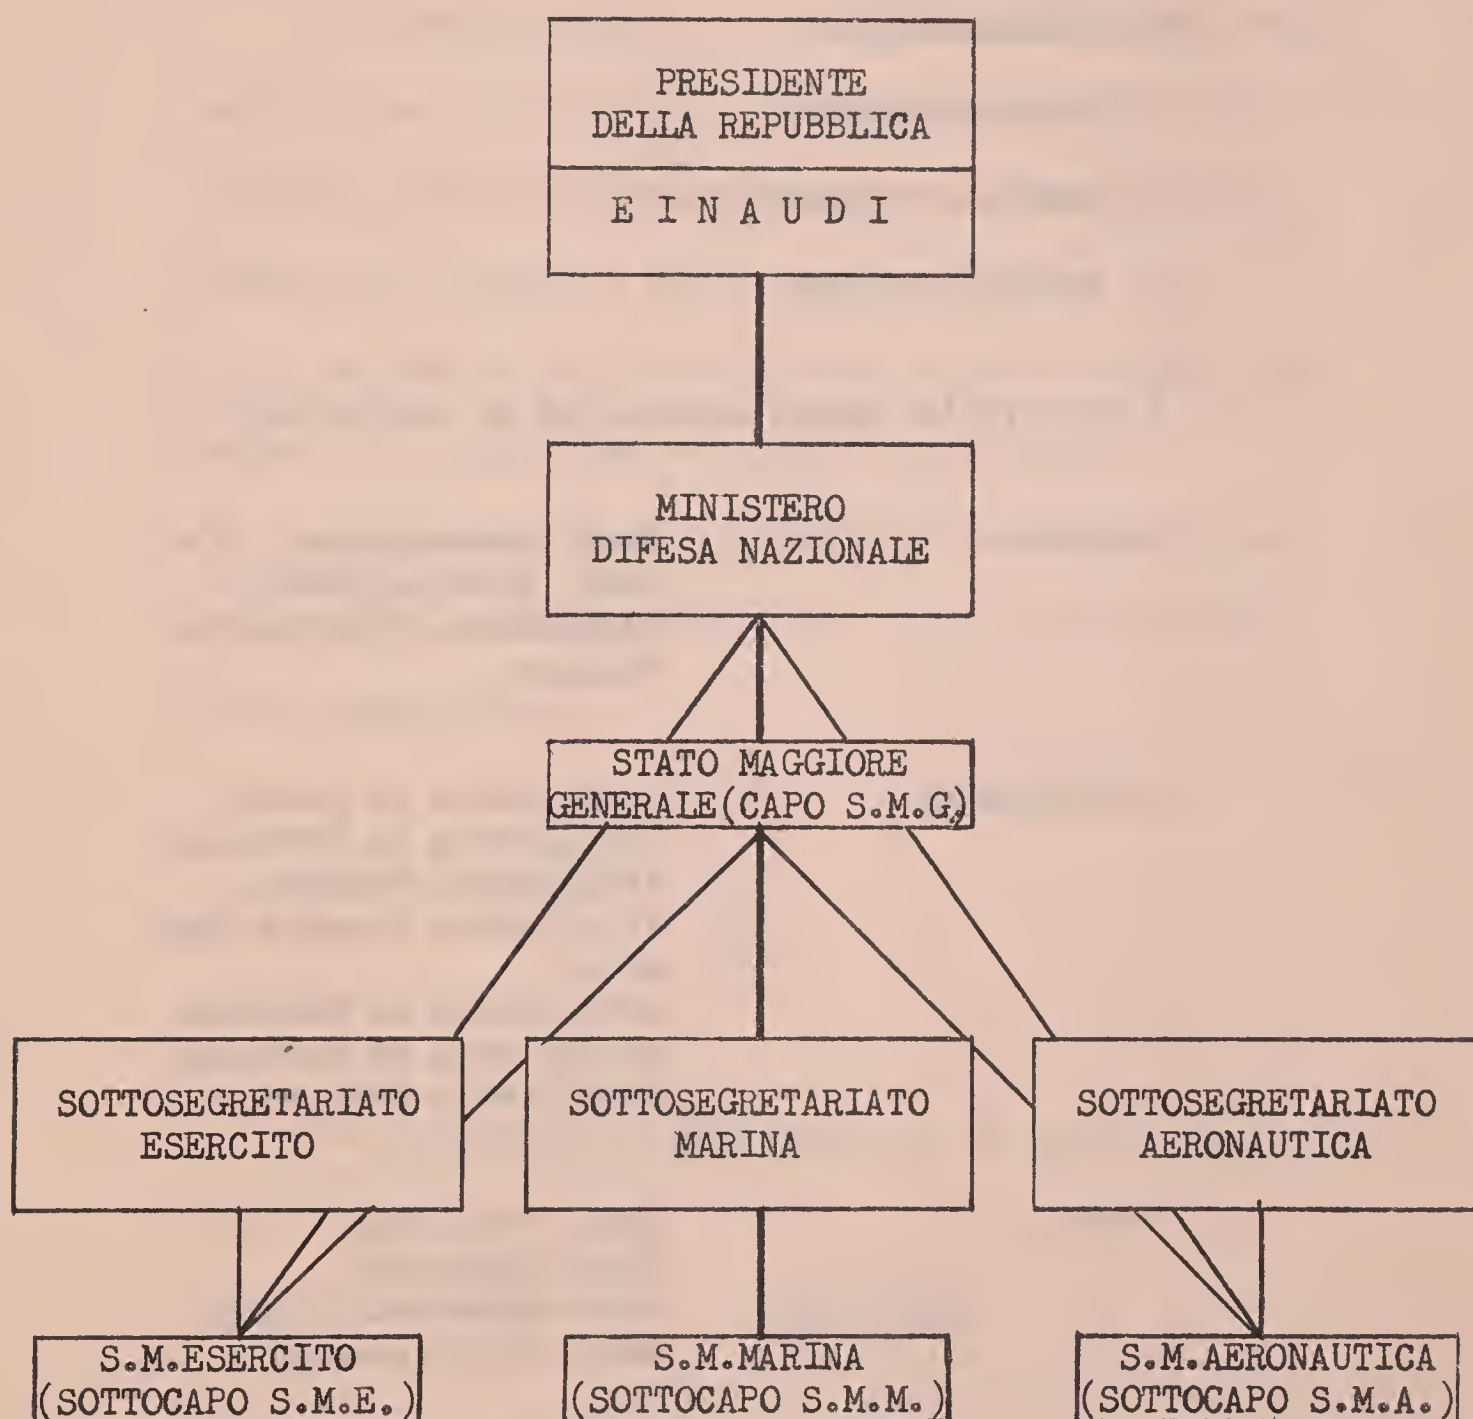 PRESIDENTE
DELLA REPUBBLICA
E I N A U D I
MINISTERO
DIFESA NAZIONALE
STATO MAGGIORE
GENERALE(CAPO S.M.G.)
SOTTOSEGRETARIATO
ESERCITO
SOTTOSEGRETARIATO
MARINA
SOTTOSEGRETARIATO
AERONAUTICA
S.M.ESERCITO
(SOTTOCAPO S.M.E.)
S.M.MARINA
(SOTTOCAPO S.M.M.)
S.M.AERONAUTICA
(SOTTOCAPO S.M.A.)